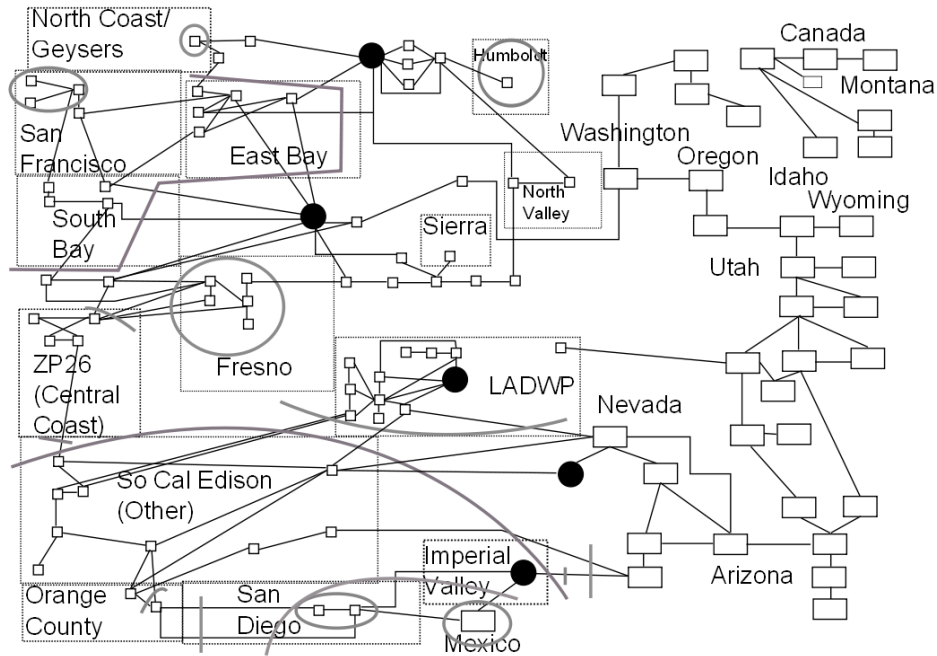 North Coast/
Geysers
Humboldt
Canada
Montana
San
Francisco
East Bay
Washington
Oregon
Idaho
Wyoming
North
Valley
South
Bay
Sierra
Utah
ZP26
(Central
Coast)
Fresno
LADWP
Nevada
So Cal Edison
(Other)
Imperial
Valley
Arizona
Orange
County
San
Diego
Mexico